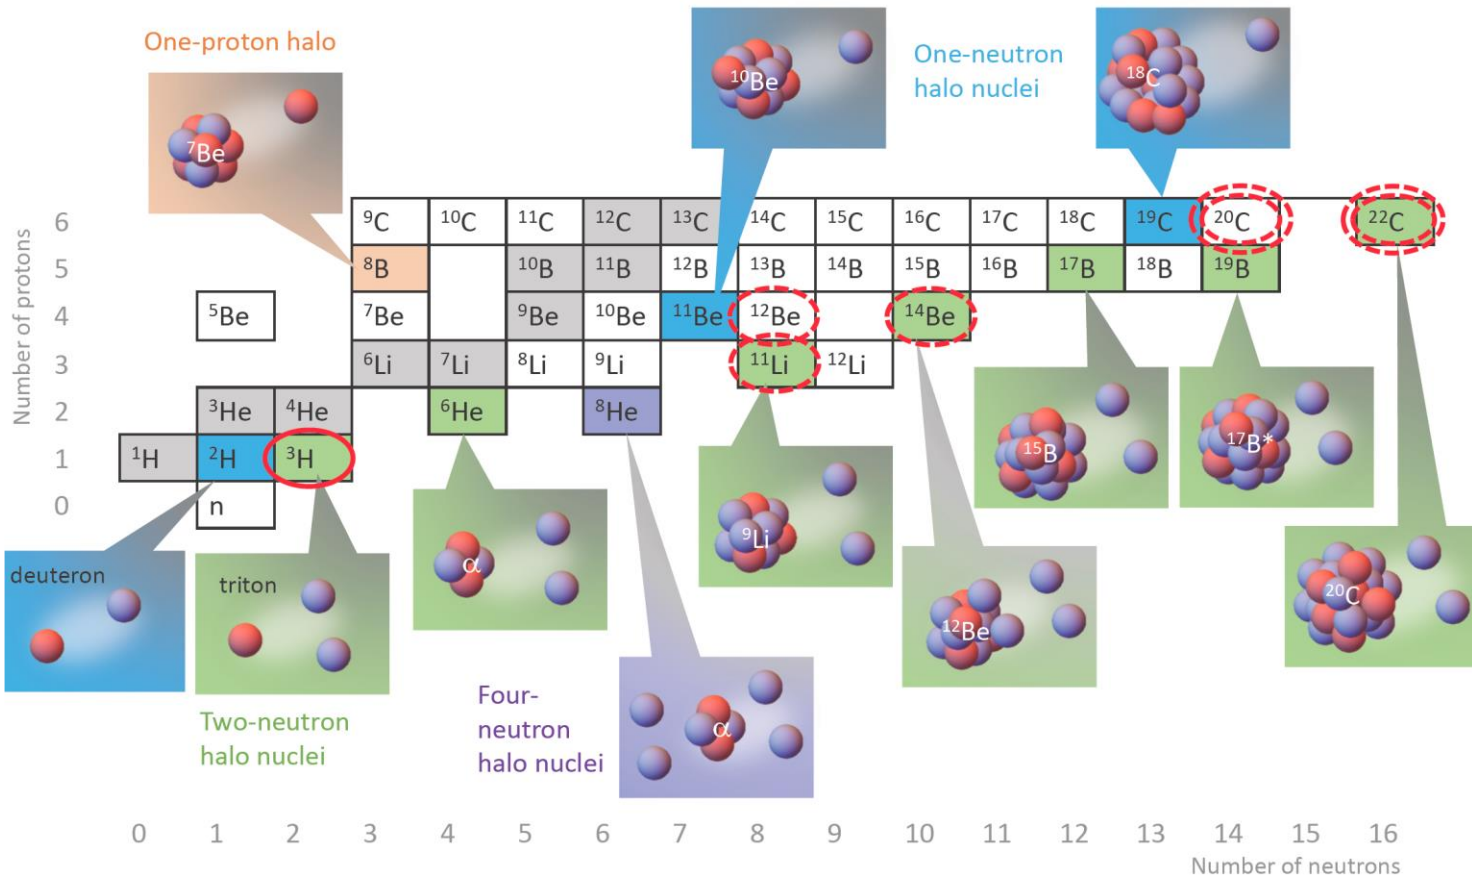 One-proton halo
One-neutron
halo nuclei
⁷Be
¹⁰Be
¹⁸C
Number of protons
6
⁹C ¹⁰C ¹¹C ¹²C ¹³C ¹⁴C ¹⁵C ¹⁶C ¹⁷C ¹⁸C ¹⁹C ²⁰C ²²C
5
⁸B ¹⁰B ¹¹B ¹²B ¹³B ¹⁴B ¹⁵B ¹⁶B ¹⁷B ¹⁸B ¹⁹B
4
⁵Be ⁷Be ⁹Be ¹⁰Be ¹¹Be ¹²Be ¹⁴Be
3
⁶Li ⁷Li ⁸Li ⁹Li ¹¹Li ¹²Li
2
³He ⁴He ⁶He ⁸He
1
¹H ²H ³H
0
n
deuteron
triton
α
⁹Li
¹⁵B
¹⁷B*
¹²Be
²⁰C
α
Two-neutron
halo nuclei
Four-
neutron
halo nuclei
0 1 2 3 4 5 6 7 8 9 10 11 12 13 14 15 16
Number of neutrons